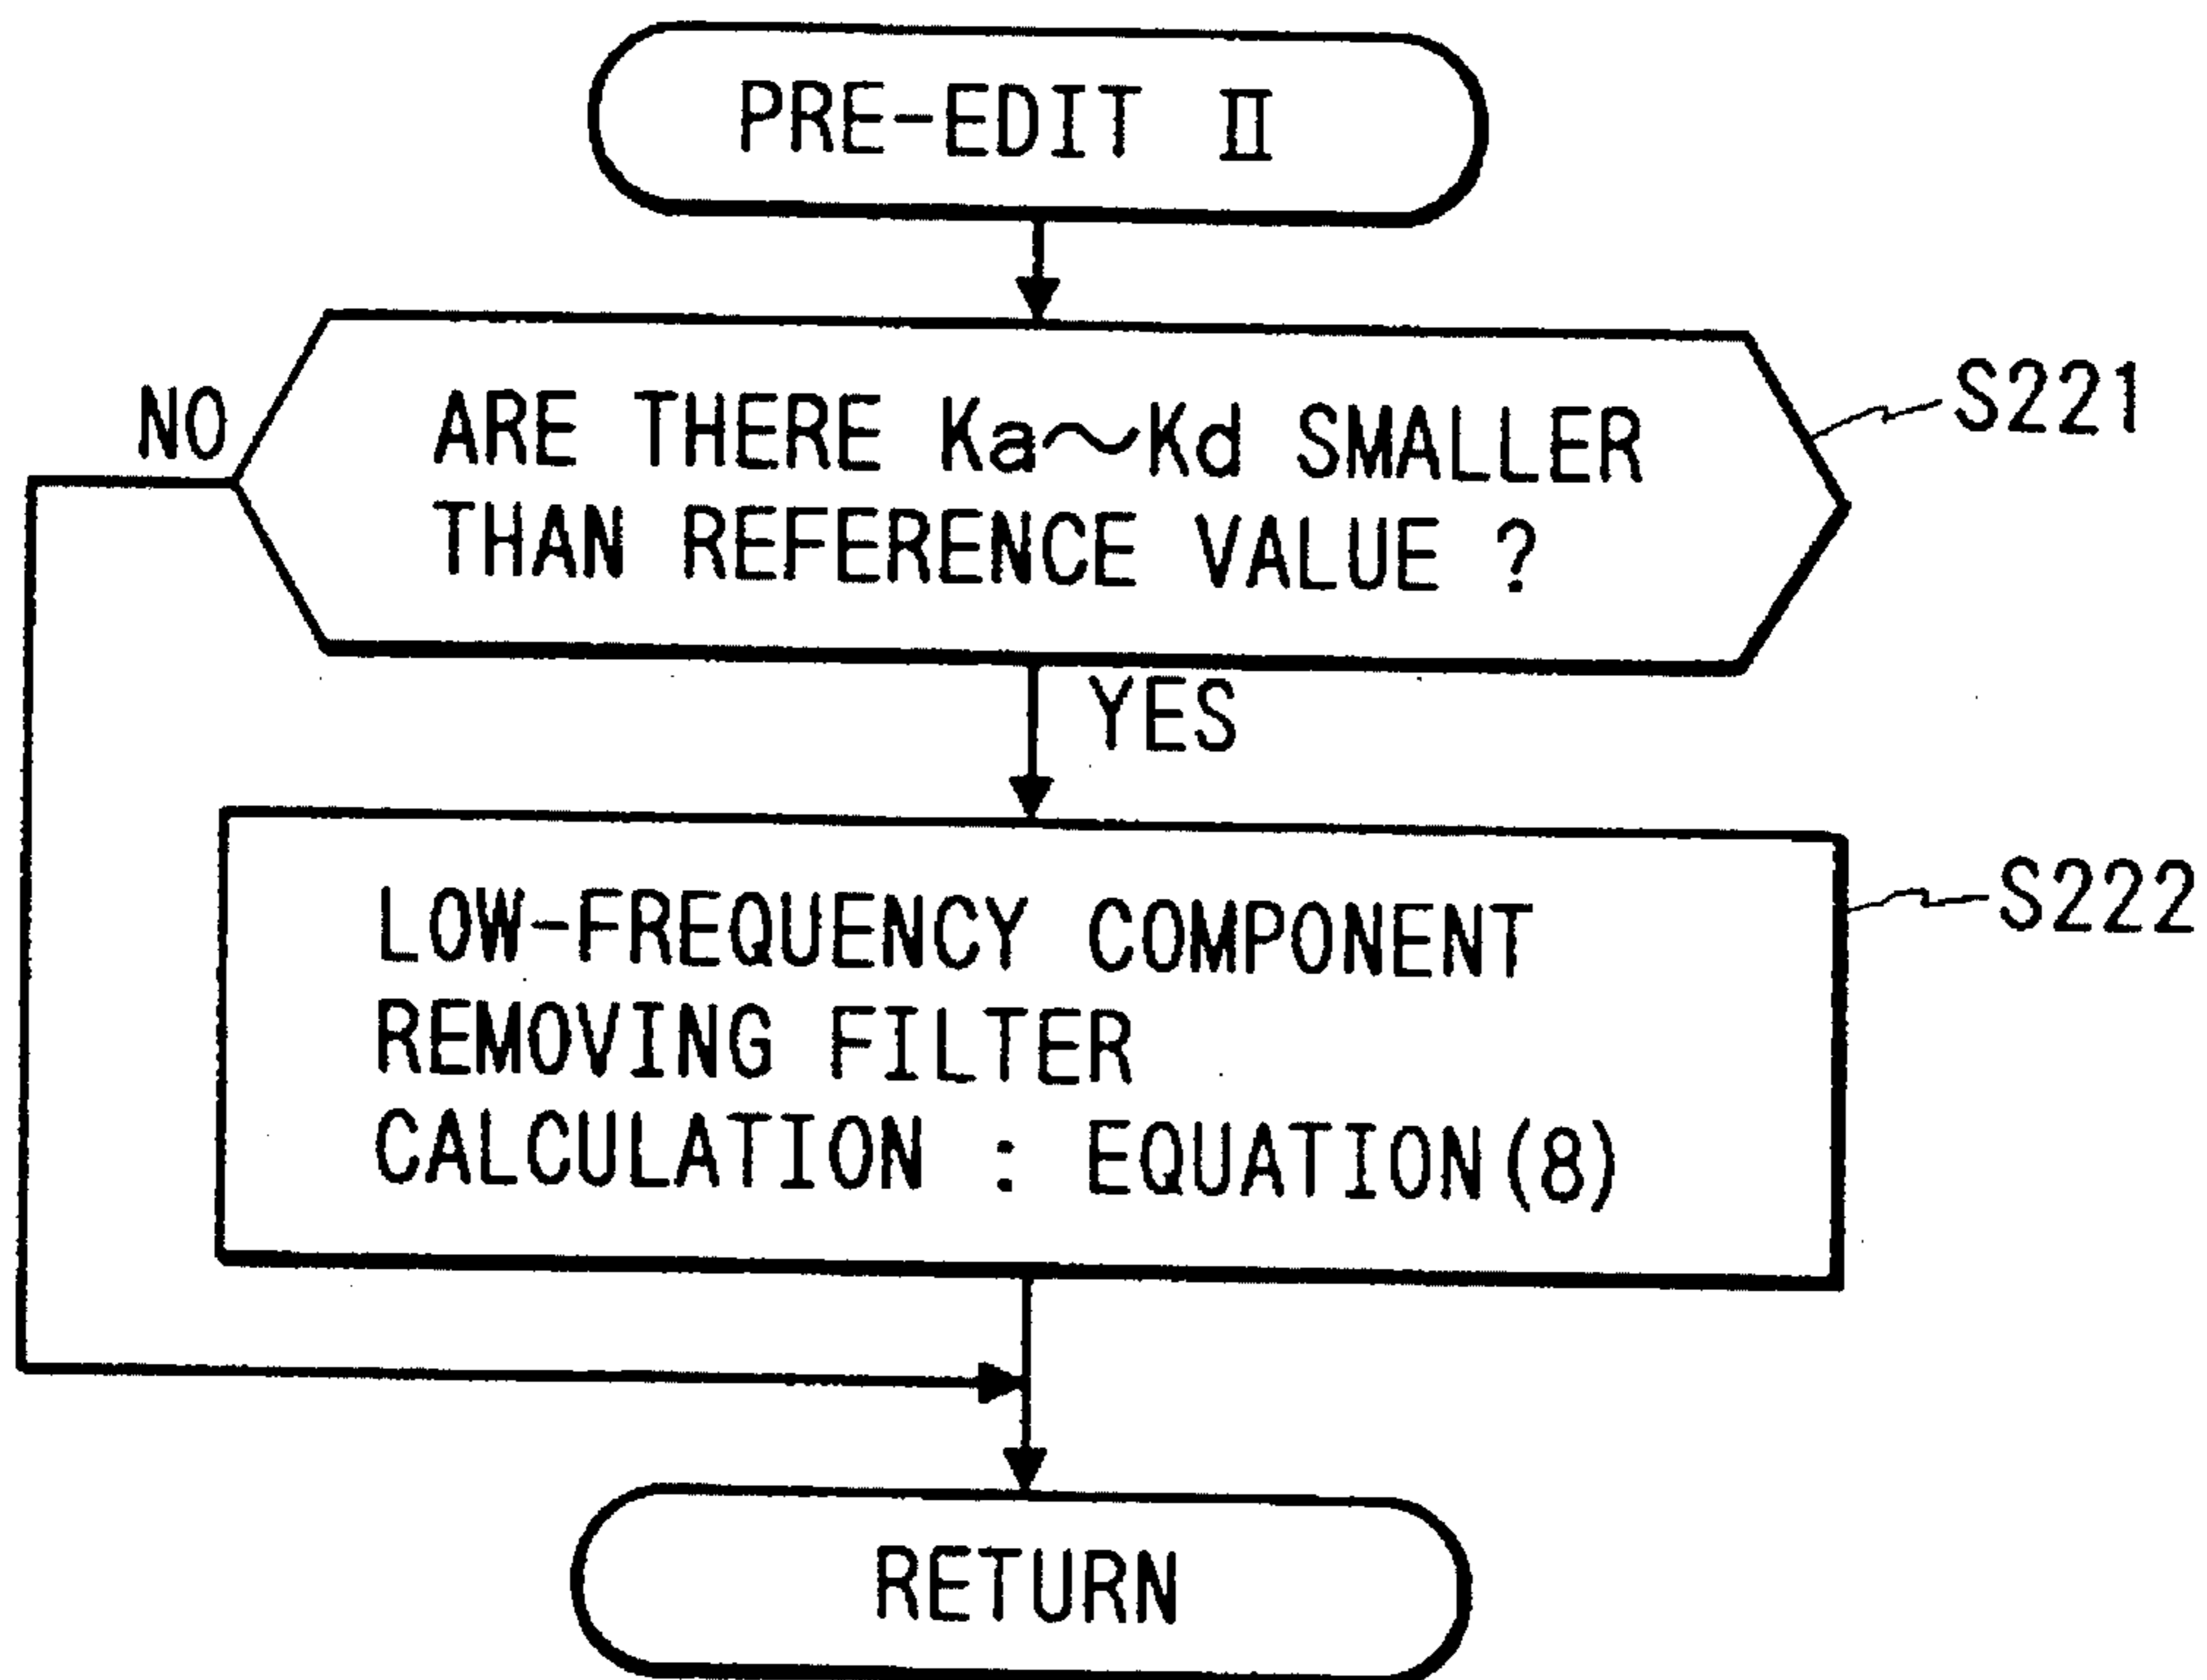 PRE-EDIT II
NO
ARE THERE Ka～Kd SMALLER
THAN REFERENCE VALUE ?
S221
YES
LOW-FREQUENCY COMPONENT
REMOVING FILTER
CALCULATION : EQUATION(8)
S222
RETURN